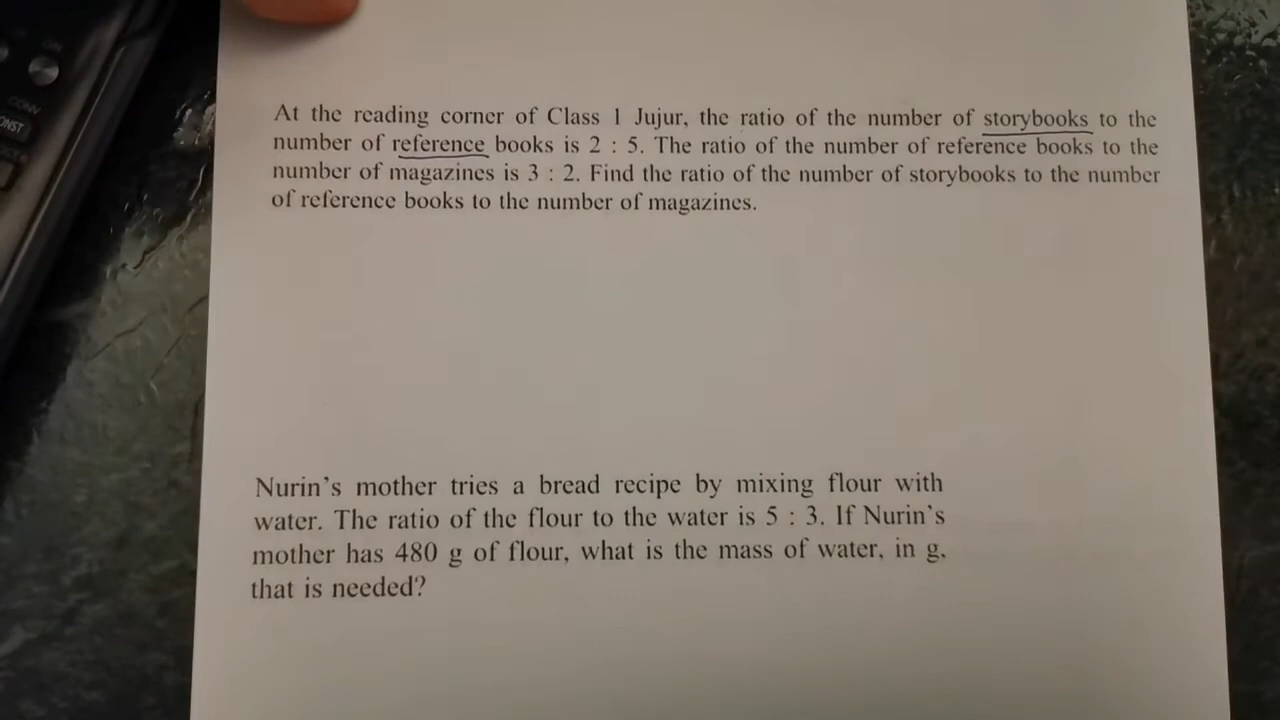 CONV
At the reading corner of Class 1 Jujur, the ratio of the number of storybooks to the
number of reference books is 2 : 5. The ratio of the number of reference books to the
number of magazines is 3 : 2. Find the ratio of the number of storybooks to the number
of reference books to the number of magazines.
Nurin's mother tries a bread recipe by mixing flour with
water. The ratio of the flour to the water is 5 : 3. If Nurin's
mother has 480 g of flour, what is the mass of water, in g,
that is needed?